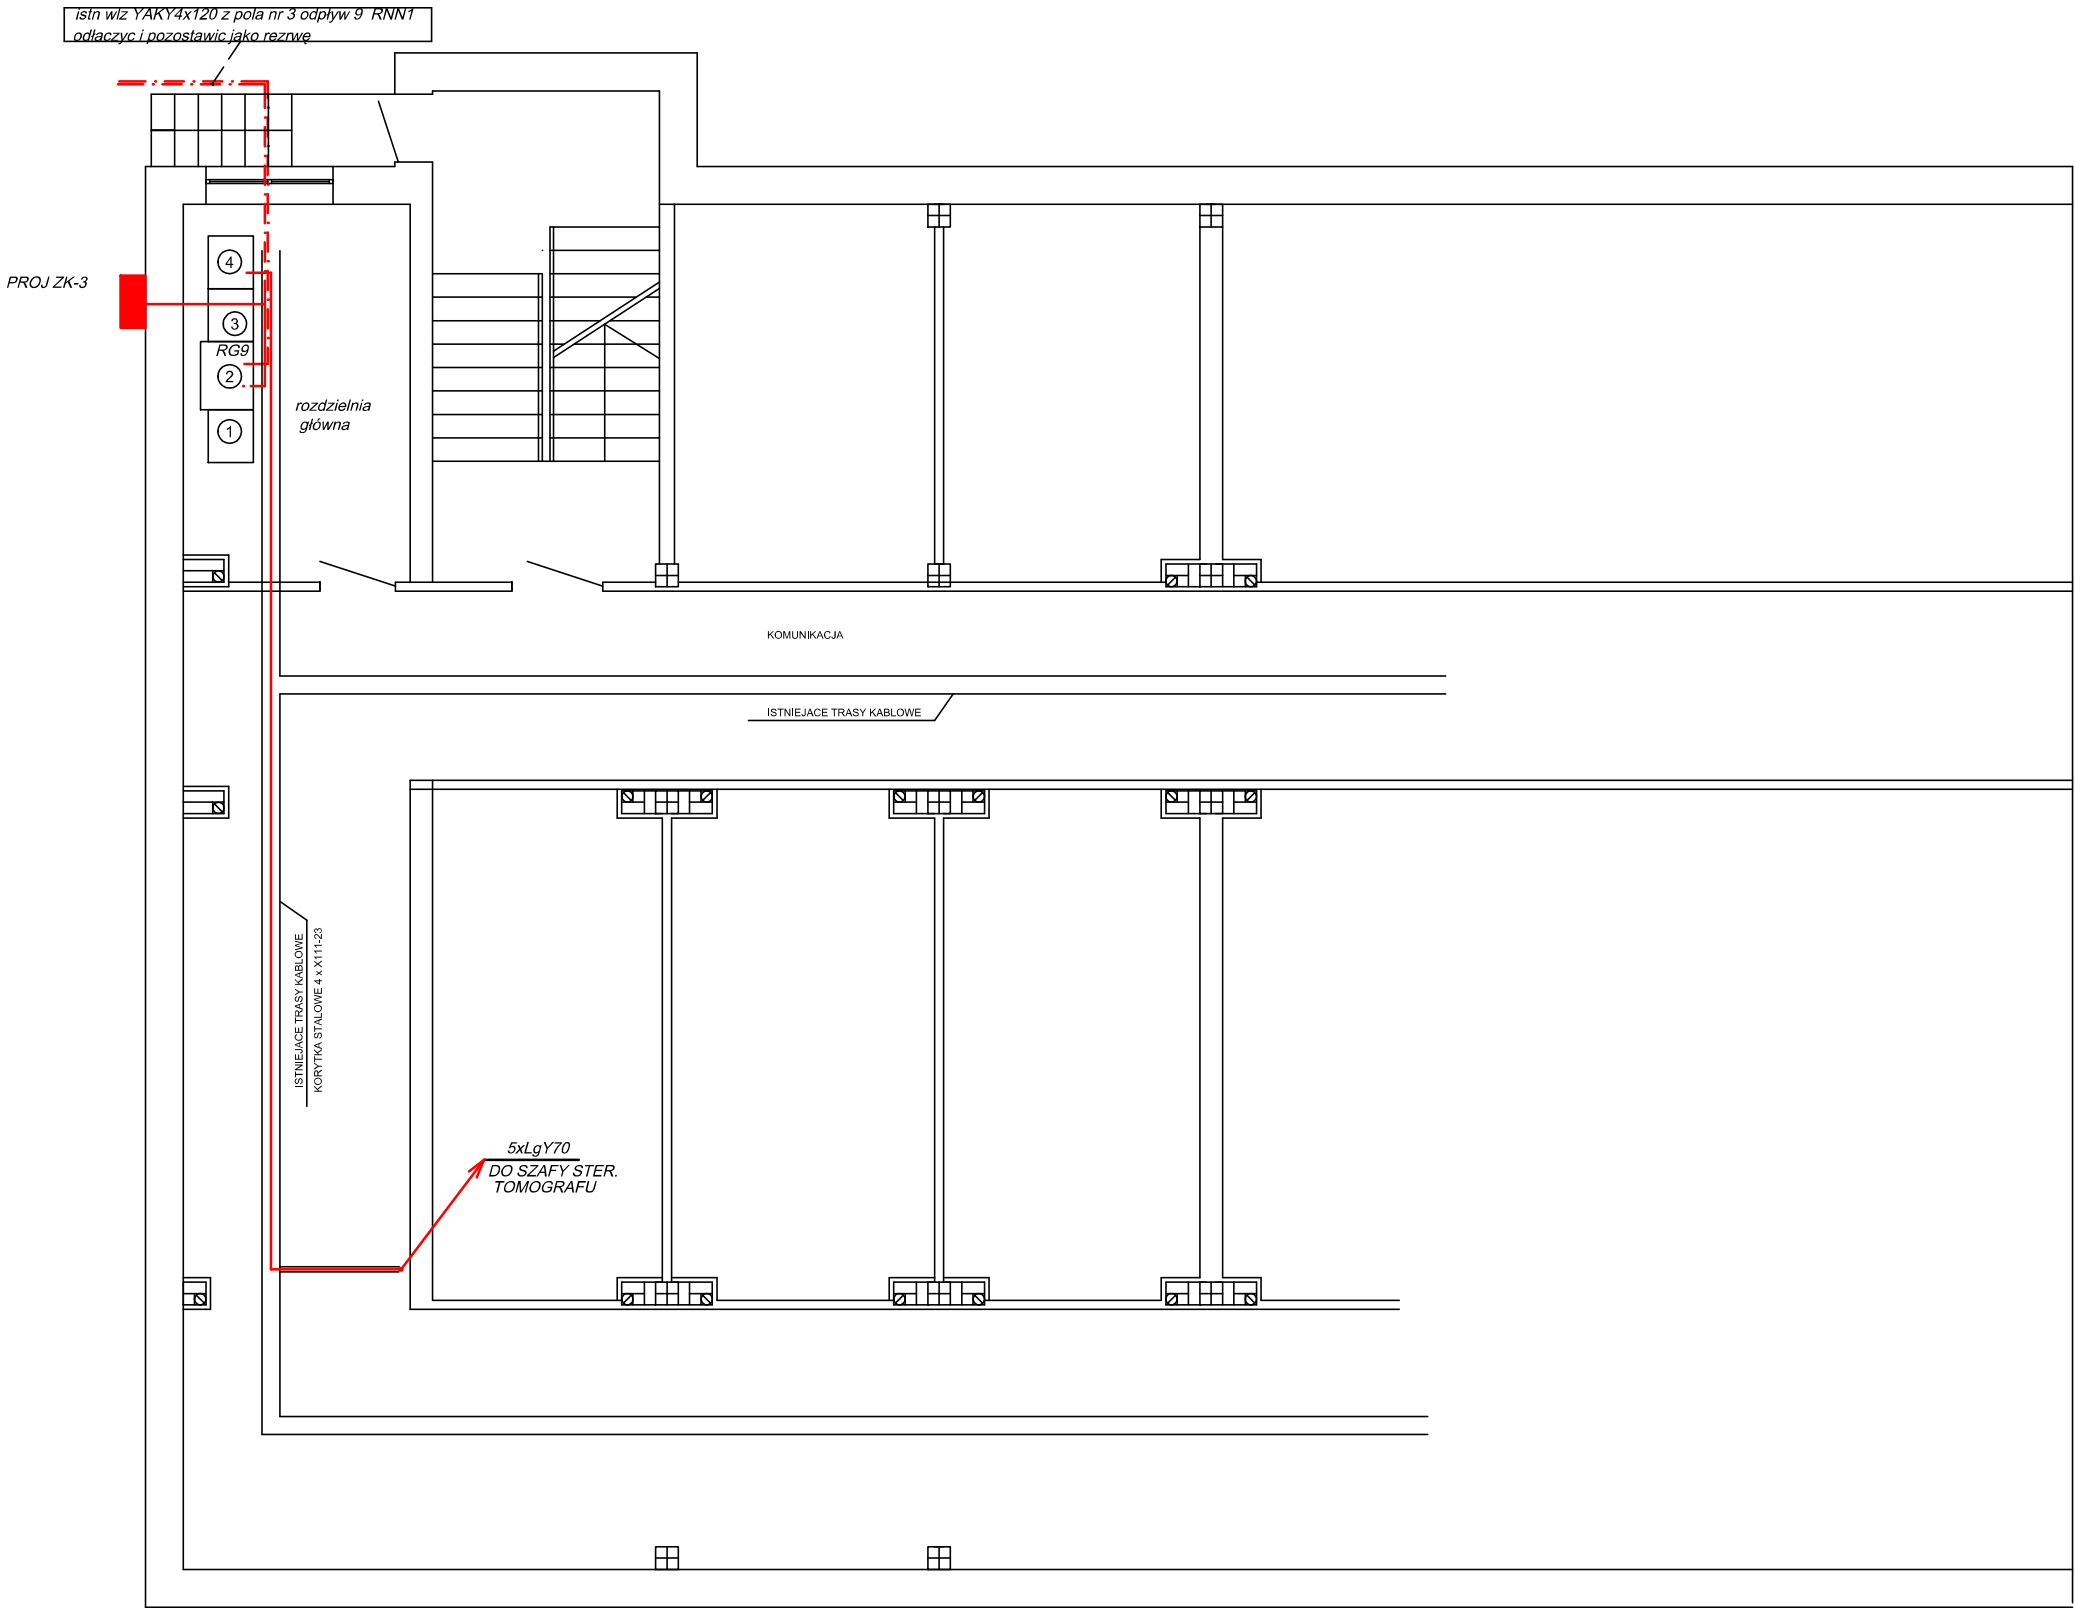 istn wlz YAKY4x120 z pola nr 3 odpływ 9 RNN1
odłaczyc i pozostawic jako rezrwę
4
PROJ ZK-3
3
RG9
2
rozdzielnia
główna
1
KOMUNIKACJA
ISTNIEJACE TRASY KABLOWE
ISTNIEJACE TRASY KABLOWE
KORYTKA STALOWE 4 x X111-23
5xLgY70
DO SZAFY STER.
TOMOGRAFU